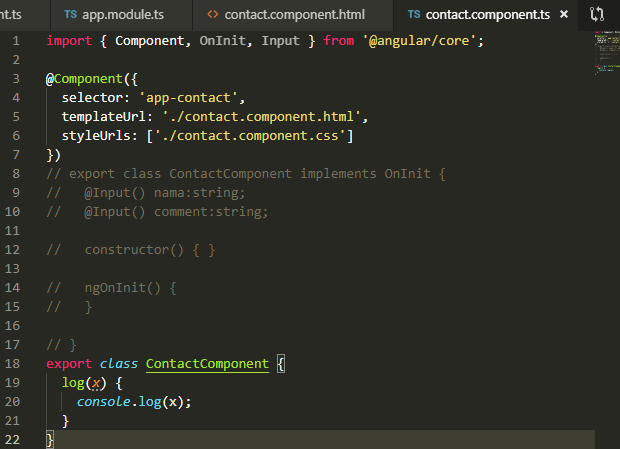 nt.ts TS app.module.ts <> contact.component.html TS contact.component.ts ×
1 import { Component, OnInit, Input } from '@angular/core';
2
3 @Component({
4   selector: 'app-contact',
5   templateUrl: './contact.component.html',
6   styleUrls: ['./contact.component.css']
7 })
8 // export class ContactComponent implements OnInit {
9 //   @Input() nama:string;
10 //   @Input() comment:string;
11
12 //   constructor() { }
13
14 //   ngOnInit() {
15 //   }
16
17 // }
18 export class ContactComponent {
19   log(x) {
20     console.log(x);
21   }
22 }